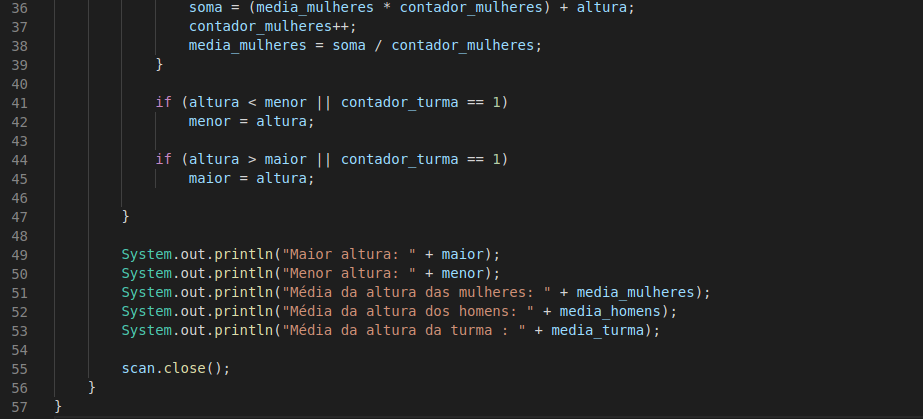 36 soma = (media_mulheres * contador_mulheres) + altura;
37 contador_mulheres++;
38 media_mulheres = soma / contador_mulheres;
39 }
40
41 if (altura < menor || contador_turma == 1)
42 menor = altura;
43
44 if (altura > maior || contador_turma == 1)
45 maior = altura;
46
47 }
48
49 System.out.println("Maior altura: " + maior);
50 System.out.println("Menor altura: " + menor);
51 System.out.println("Média da altura das mulheres: " + media_mulheres);
52 System.out.println("Média da altura dos homens: " + media_homens);
53 System.out.println("Média da altura da turma : " + media_turma);
54
55 scan.close();
56 }
57 }